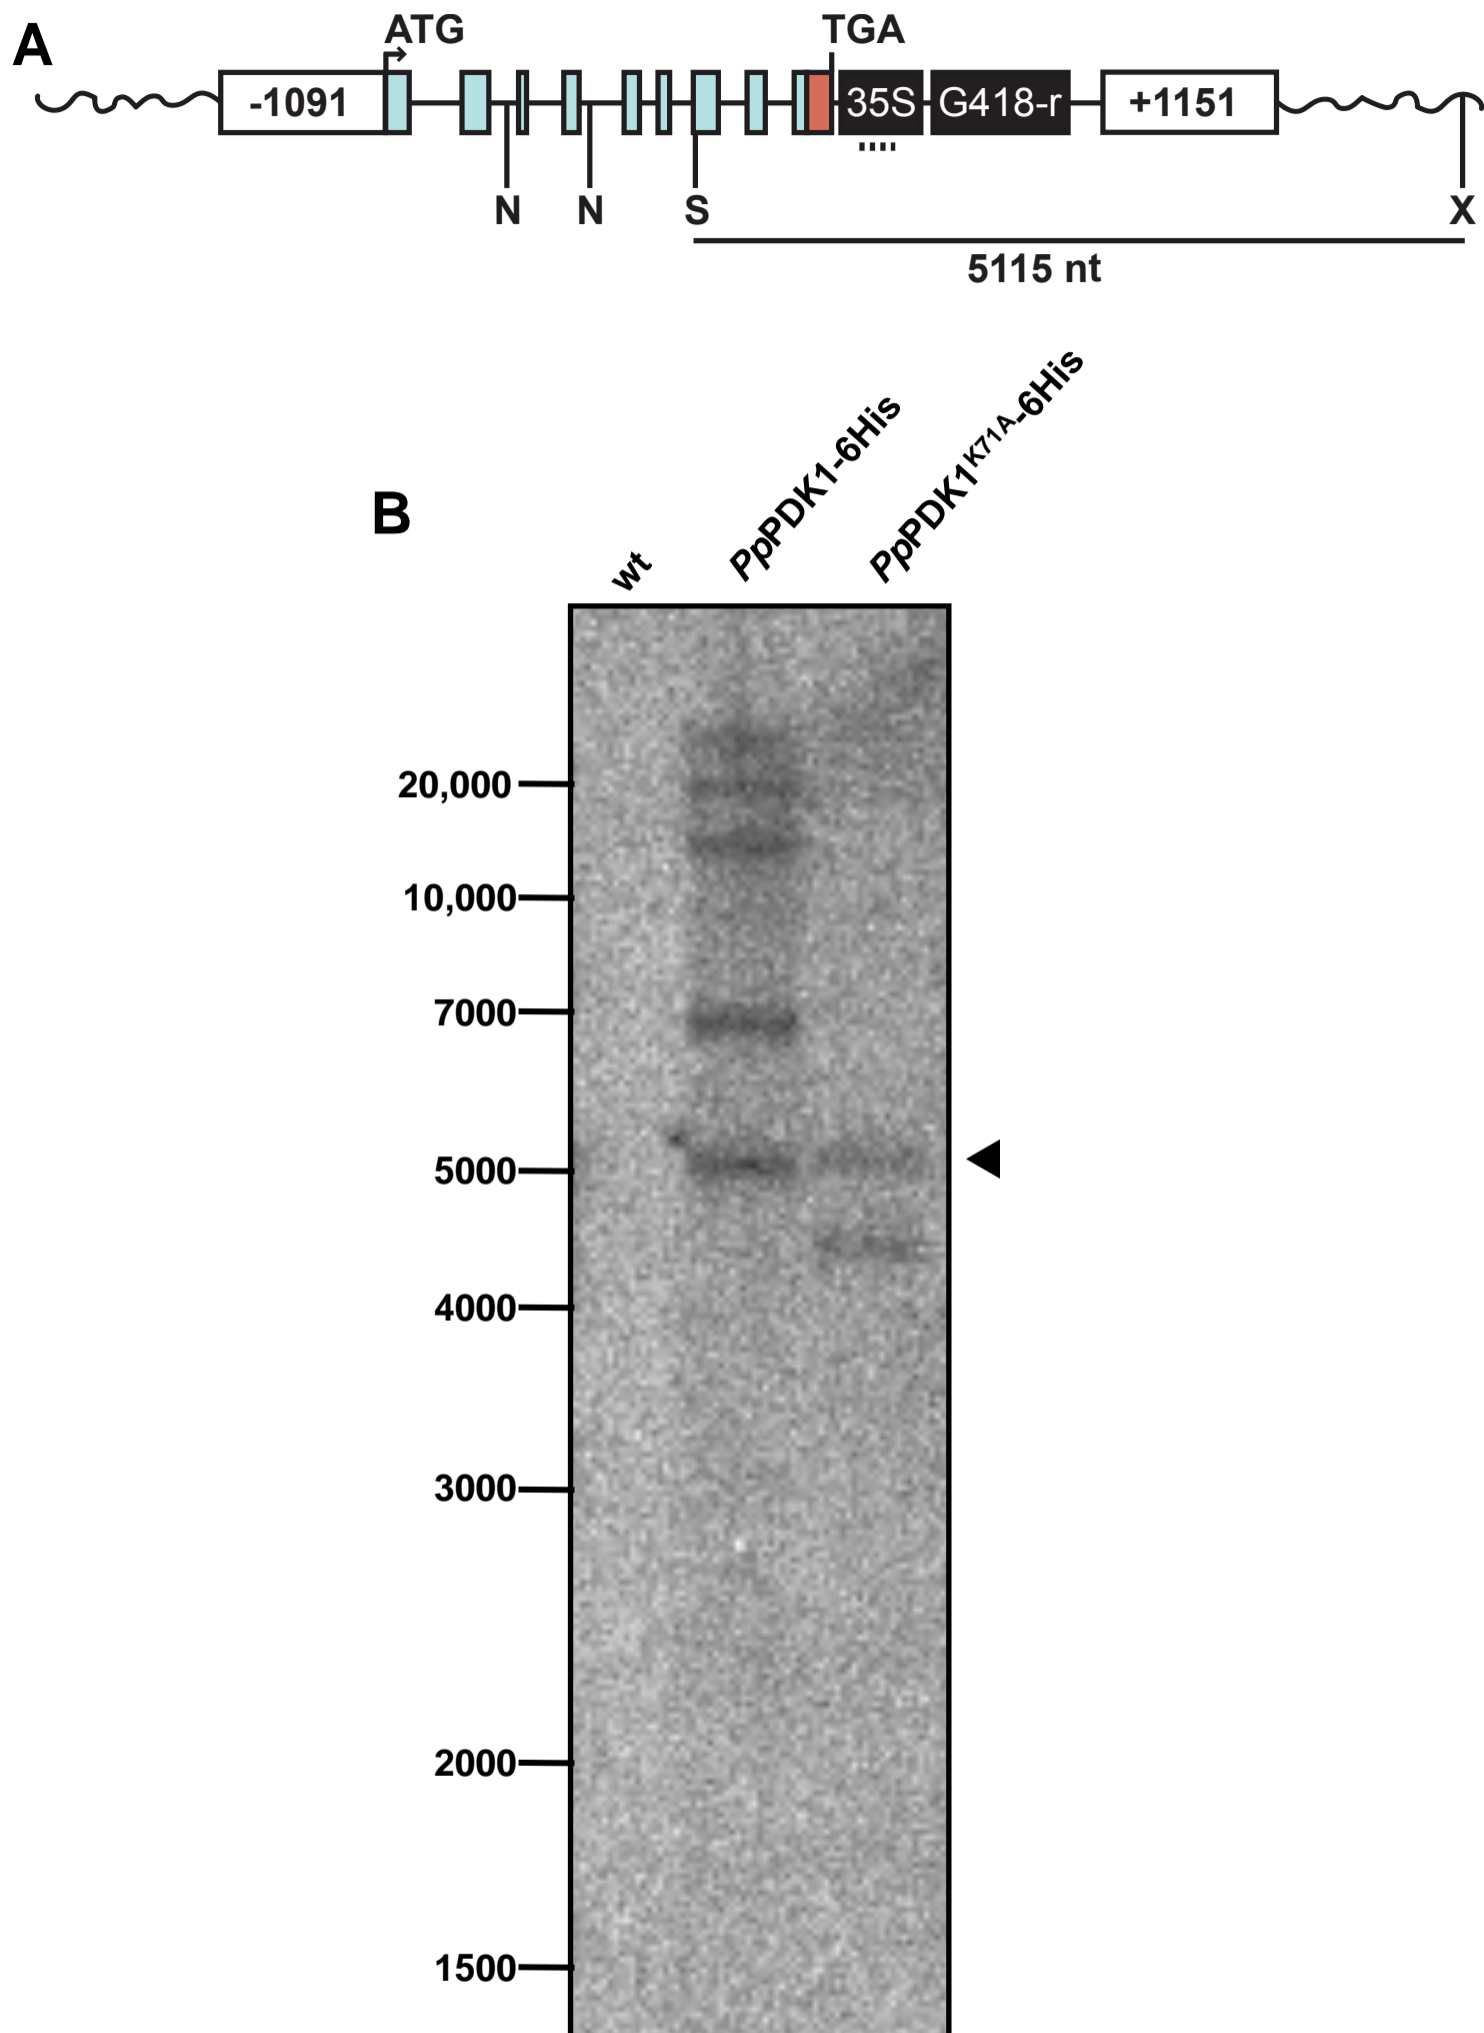 A
ATG
TGA
-1091
35S
G418-r
+1151
N
N
S
X
5115 nt
B
wt
PpPDK1-6His
PpPDK1K71A-6His
20,000
10,000
7000
5000
4000
3000
2000
1500